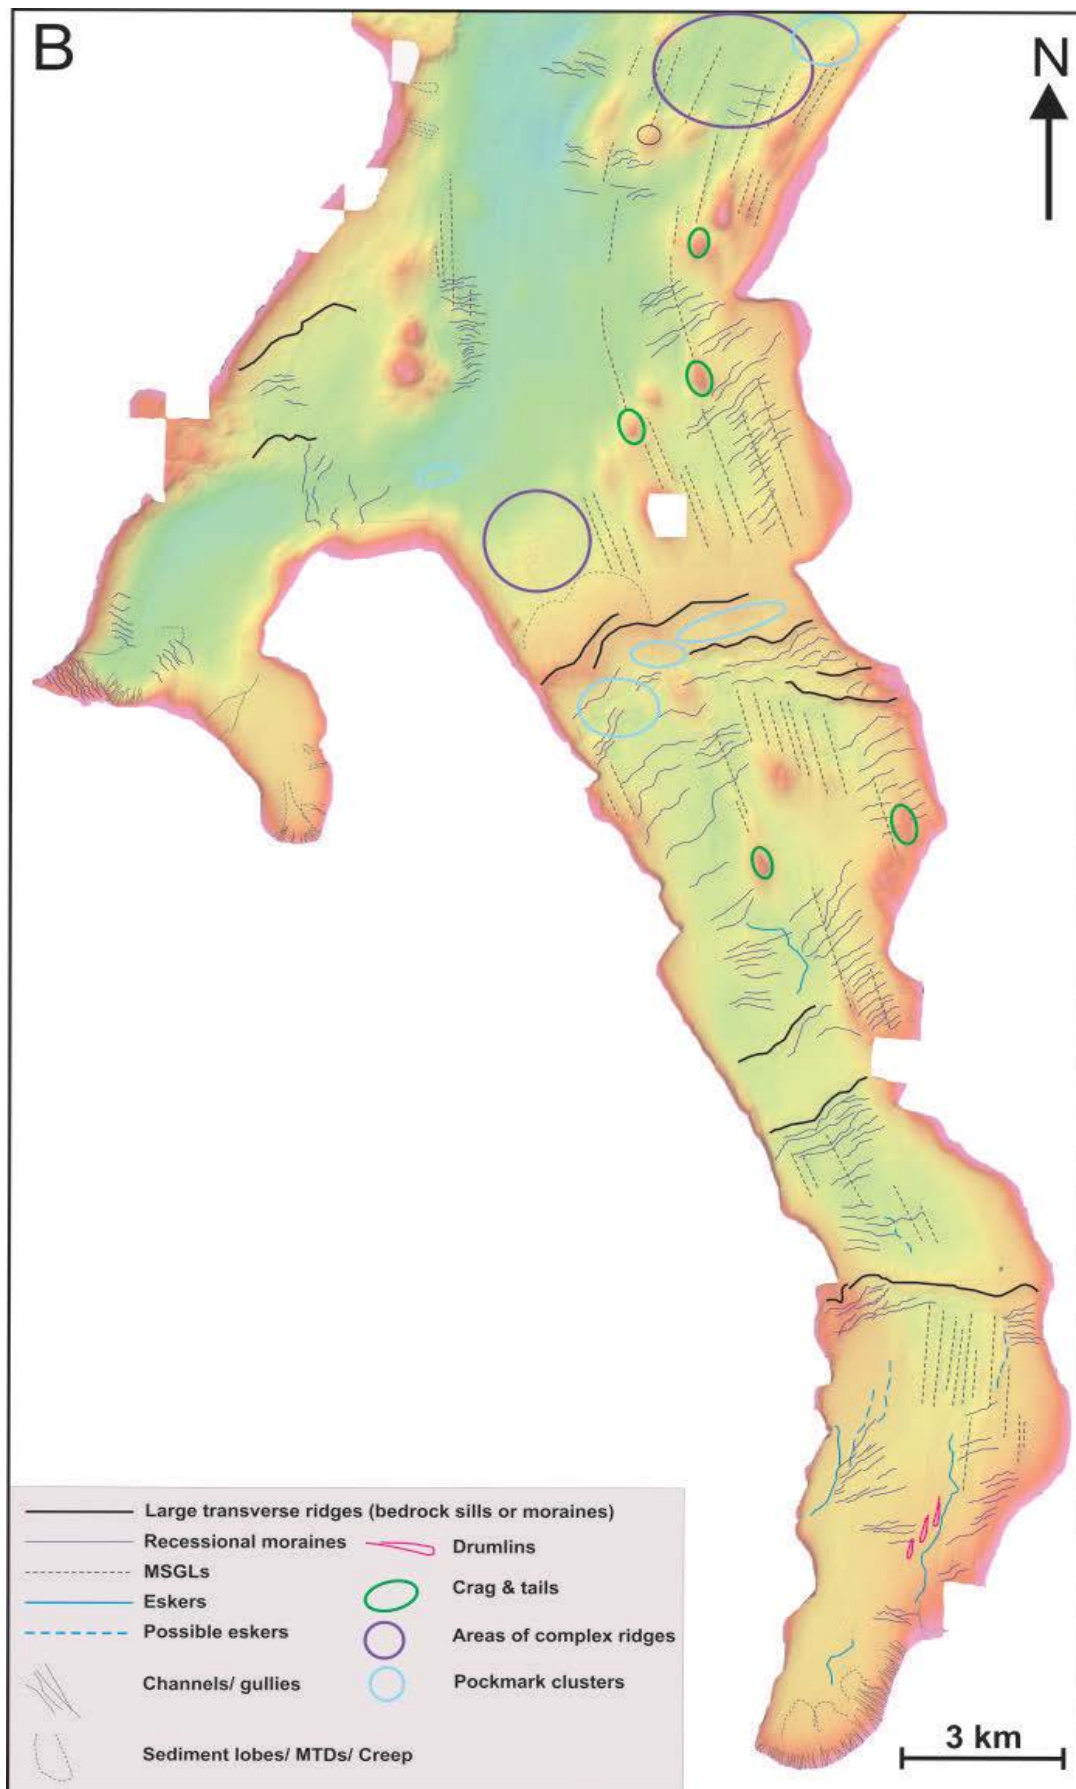 B
N
Large transverse ridges (bedrock sills or moraines)
Recessional moraines
Drumlins
MSGLs
Crag & tails
Eskers
Possible eskers
Areas of complex ridges
Channels/ gullies
Pockmark clusters
Sediment lobes/ MTDs/ Creep
3 km